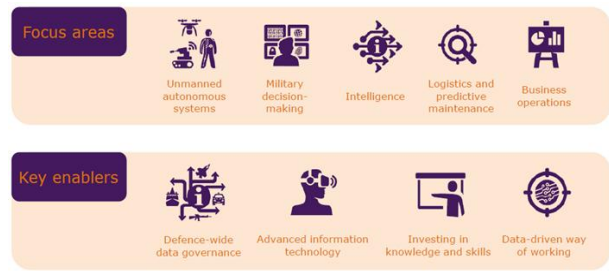 Focus areas
Unmanned
autonomous
systems
Military
decision-
making
Intelligence
Logistics and
predictive
maintenance
Business
operations
Key enablers
Defence-wide
data governance
Advanced information
technology
Investing in
knowledge and skills
Data-driven way
of working